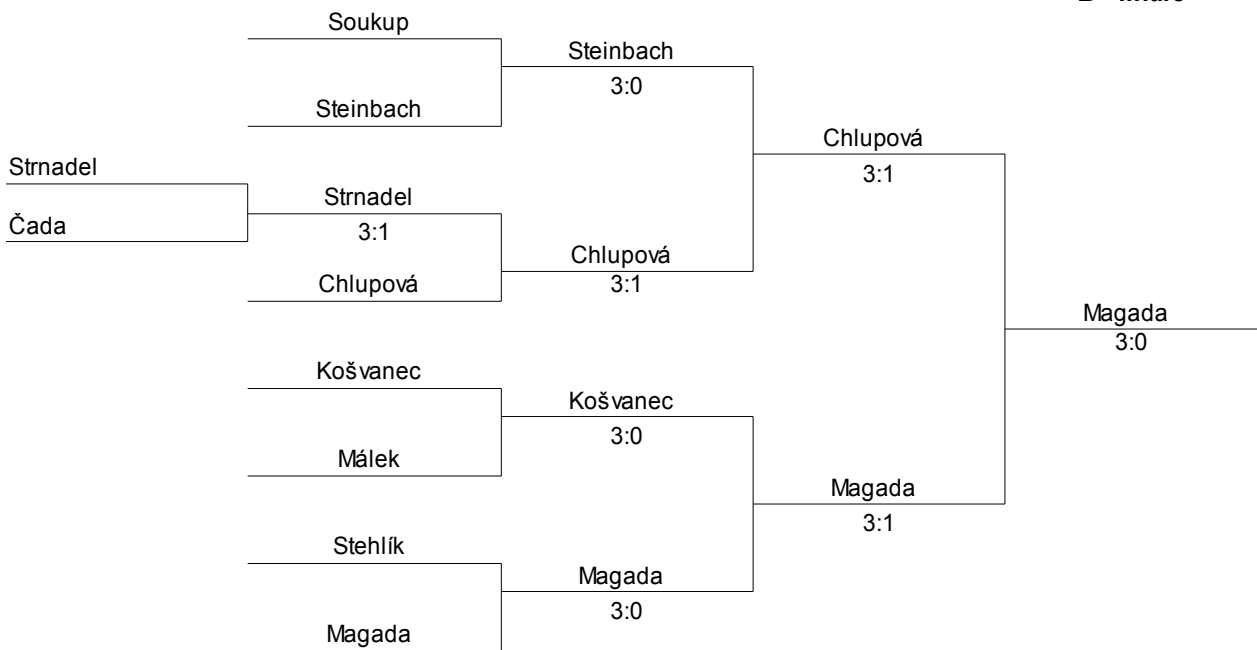 Soukup
Steinbach
3:0
Steinbach
Chlupová
3:1
Strnadel
Strnadel
3:1
Čada
Chlupová
3:1
Chlupová
Magada
3:0
Košvanec
Košvanec
3:0
Málek
Magada
3:1
Stehlík
Magada
3:0
Magada